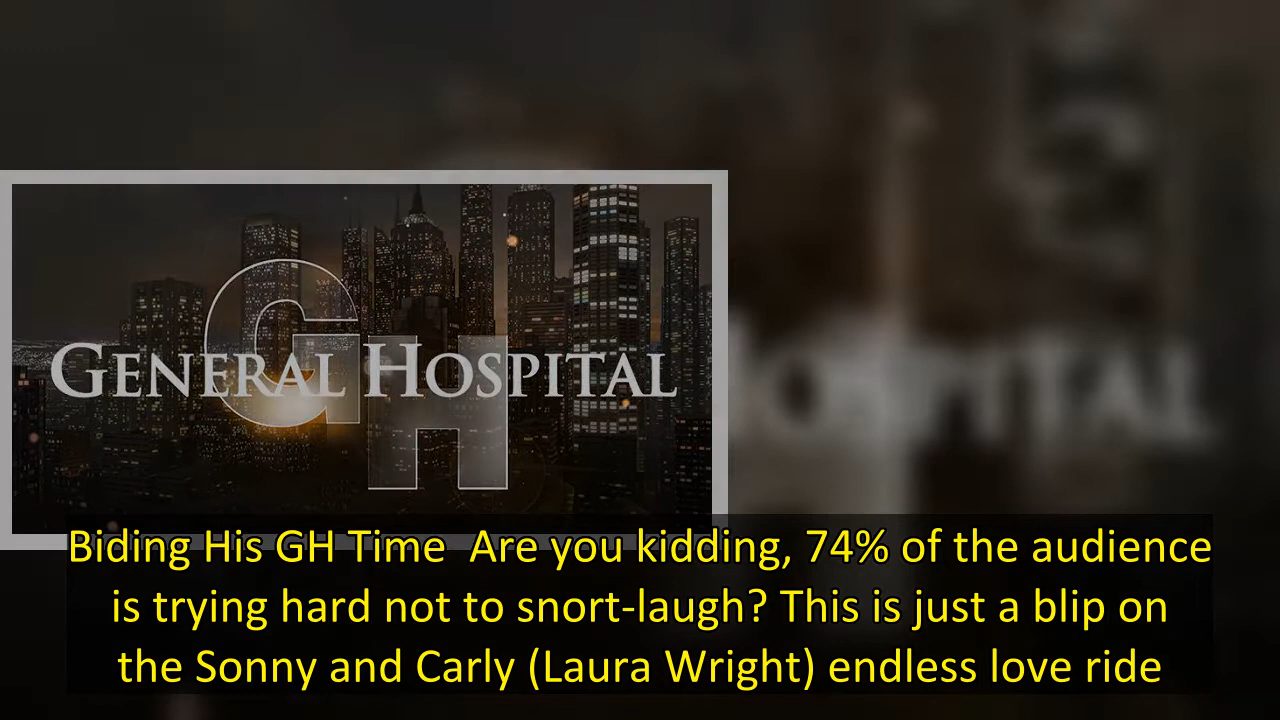 GH
GENERAL HOSPITAL
Biding His GH Time  Are you kidding, 74% of the audience
is trying hard not to snort-laugh? This is just a blip on
the Sonny and Carly (Laura Wright) endless love ride